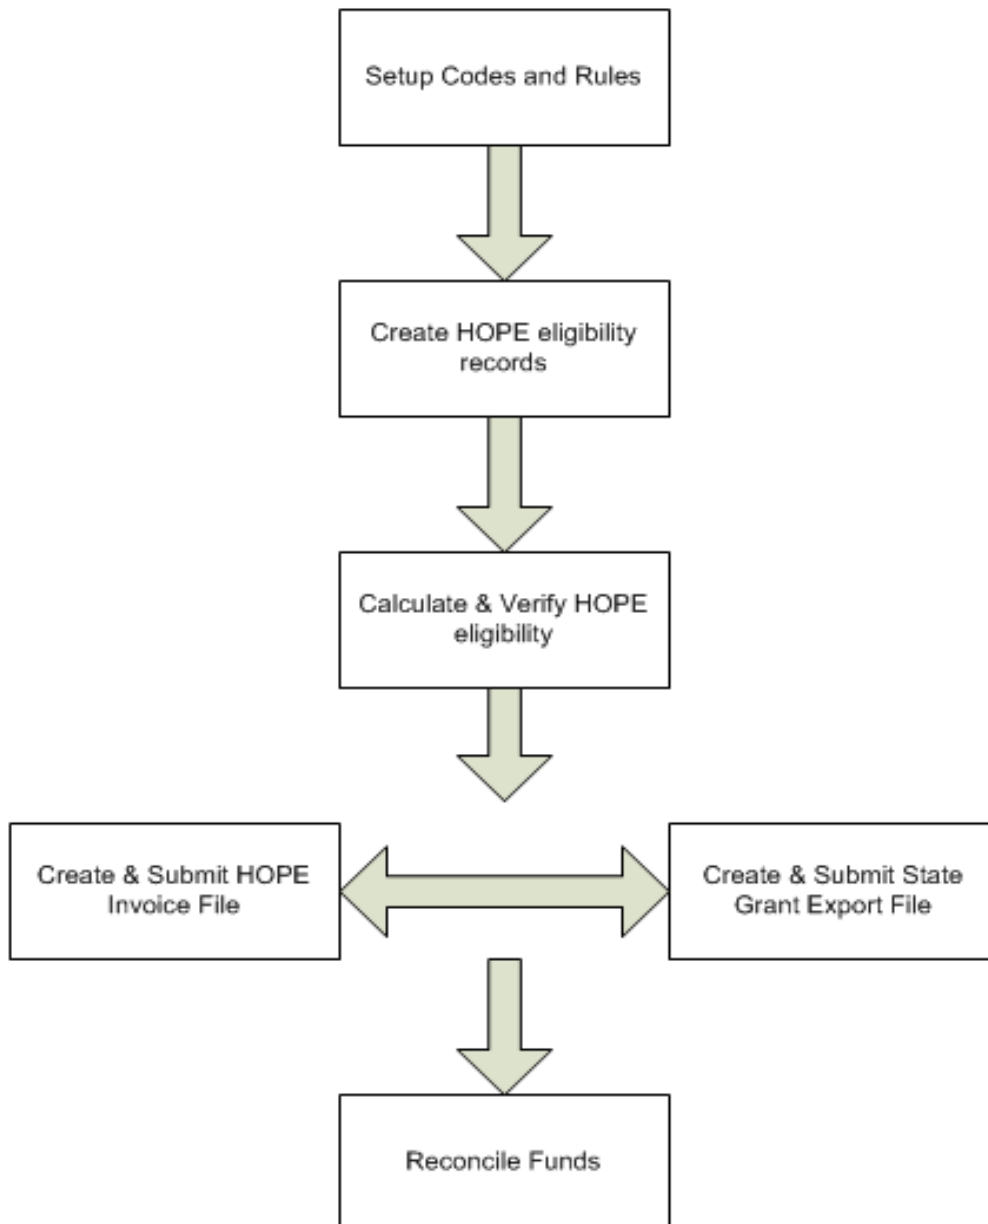 Setup Codes and Rules
Create HOPE eligibility
records
Calculate & Verify HOPE
eligibility
Create & Submit HOPE
Invoice File
Create & Submit State
Grant Export File
Reconcile Funds